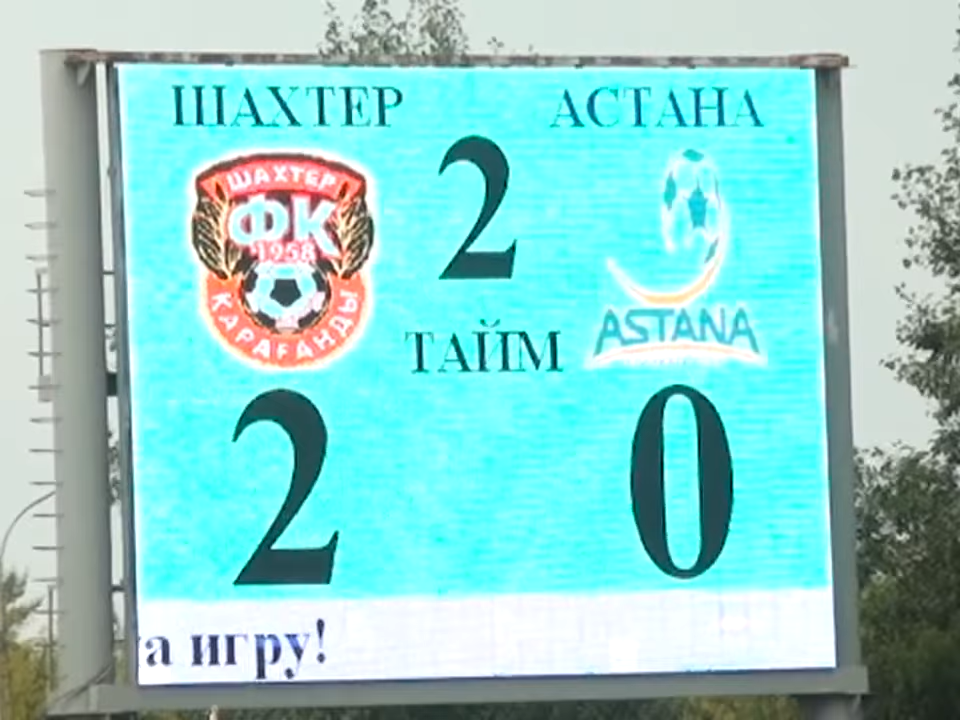 ШАХТЕР АСТАНА
2
ШАХТЕР
ФК
1958
КАРАГАНДЫ
ASTANA
ТАЙМ
2 0
а игру!